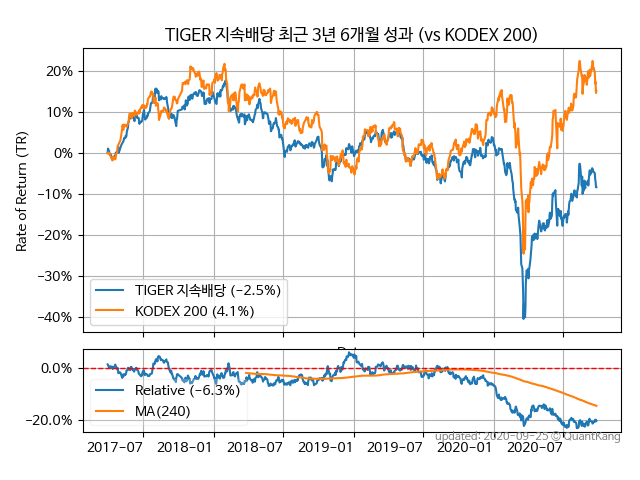 TIGER 지속배당 최근 3년 6개월 성과 (vs KODEX 200)
Rate of Return (TR)
20%
10%
0%
−10%
−20%
−30%
−40%
TIGER 지속배당 (−2.5%)
KODEX 200 (4.1%)
0.0%
−20.0%
Relative (−6.3%)
MA(240)
updated: 2020-09-25 © QuantKang
2017-07 2018-01 2018-07 2019-01 2019-07 2020-01 2020-07